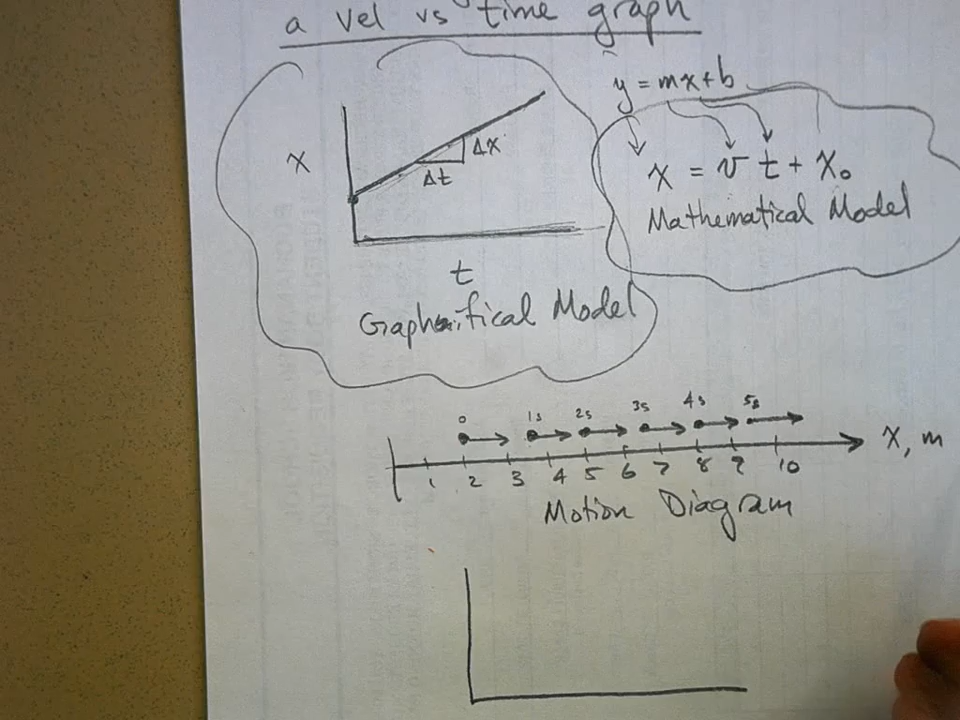 a vel vs time graph
y = mx + b
x
Δx
Δt
x = v t + x₀
Mathematical Model
t
Graphical Model
0 1s 2s 3s 4s 5s
x, m
1 2 3 4 5 6 7 8 9 10
Motion Diagram